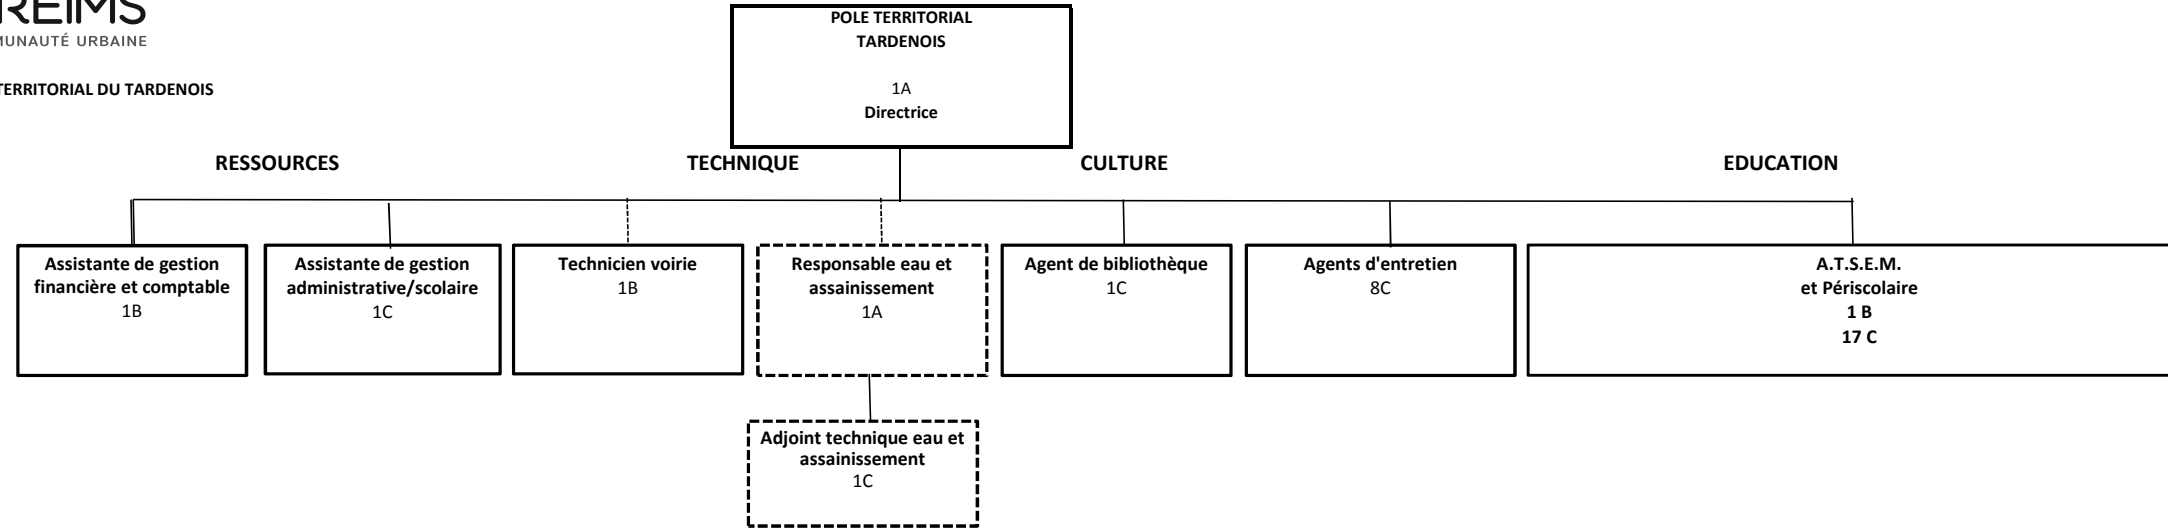 REIMS
MUNAUTÉ URBAINE
TERRITORIAL DU TARDENOIS
POLE TERRITORIAL
TARDENOIS
1A
Directrice
RESSOURCES
TECHNIQUE
CULTURE
EDUCATION
Assistante de gestion
financière et comptable
1B
Assistante de gestion
administrative/scolaire
1C
Technicien voirie
1B
Responsable eau et
assainissement
1A
Agent de bibliothèque
1C
Agents d'entretien
8C
A.T.S.E.M.
et Périscolaire
1 B
17 C
Adjoint technique eau et
assainissement
1C